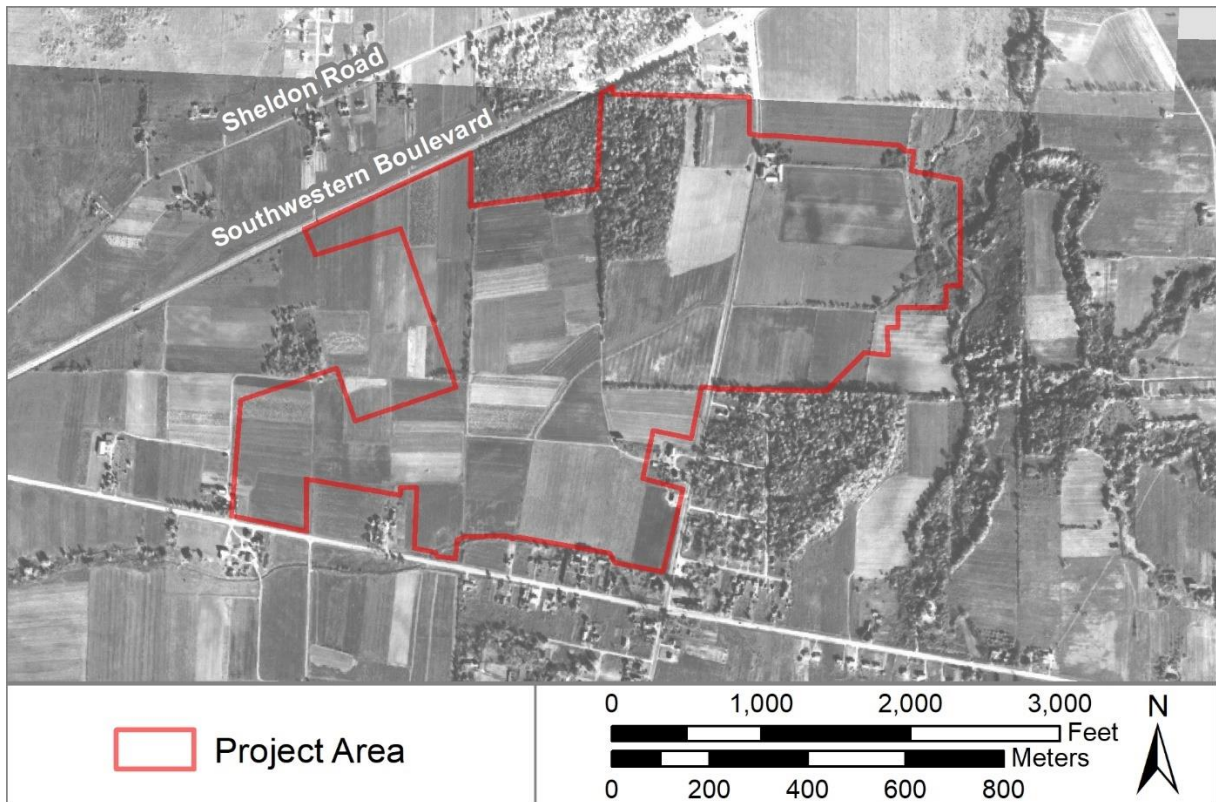 Sheldon Road
Southwestern Boulevard
Project Area
0 1,000 2,000 3,000
Feet
Meters
0 200 400 600 800
N